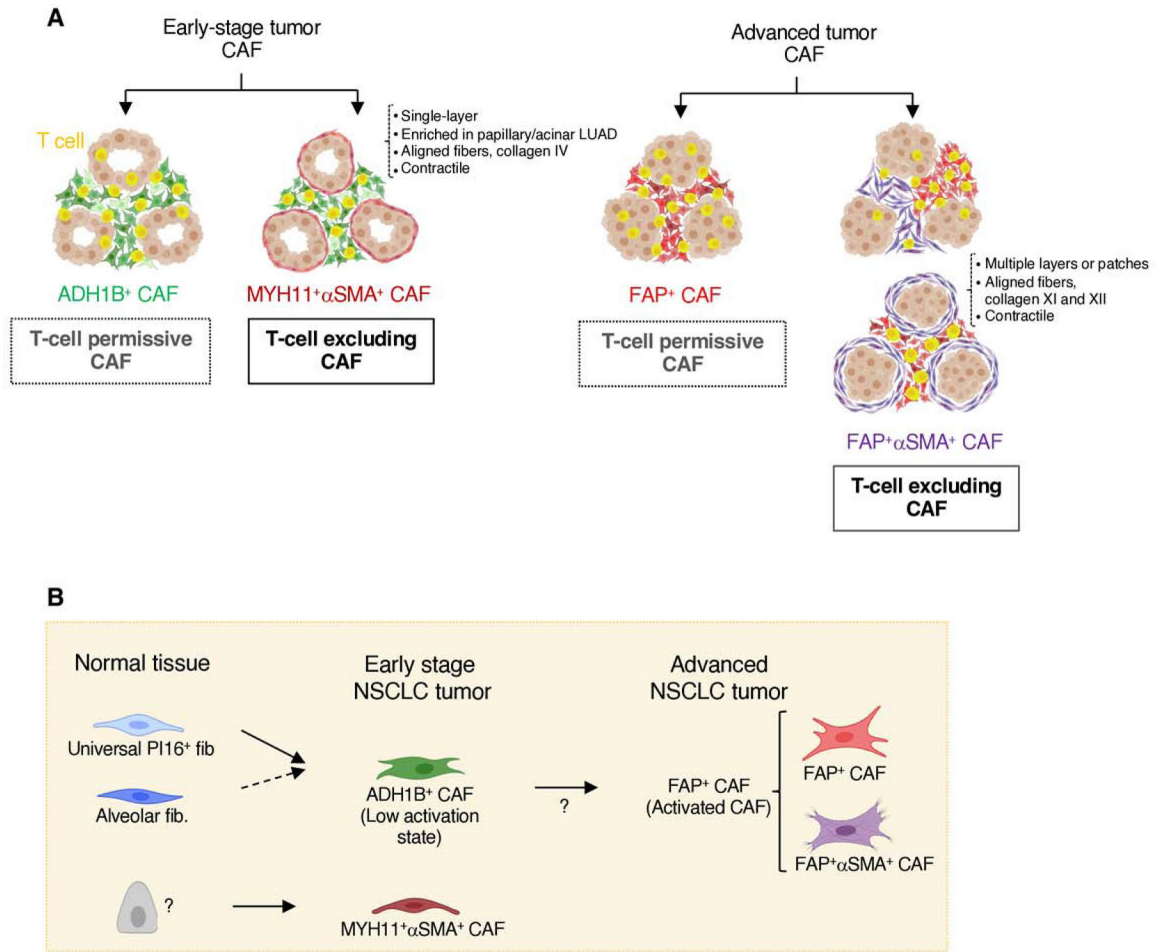 A
Early-stage tumor
CAF
T cell
• Single-layer
• Enriched in papillary/acinar LUAD
• Aligned fibers, collagen IV
• Contractile
ADH1B⁺ CAF
T-cell permissive
CAF
MYH11⁺αSMA⁺ CAF
T-cell excluding
CAF
Advanced tumor
CAF
FAP⁺ CAF
T-cell permissive
CAF
• Multiple layers or patches
• Aligned fibers,
collagen XI and XII
• Contractile
FAP⁺αSMA⁺ CAF
T-cell excluding
CAF
B
Normal tissue
Universal PI16⁺ fib
Alveolar fib.
?
Early stage
NSCLC tumor
ADH1B⁺ CAF
(Low activation
state)
MYH11⁺αSMA⁺ CAF
?
Advanced
NSCLC tumor
FAP⁺ CAF
(Activated CAF)
FAP⁺ CAF
FAP⁺αSMA⁺ CAF